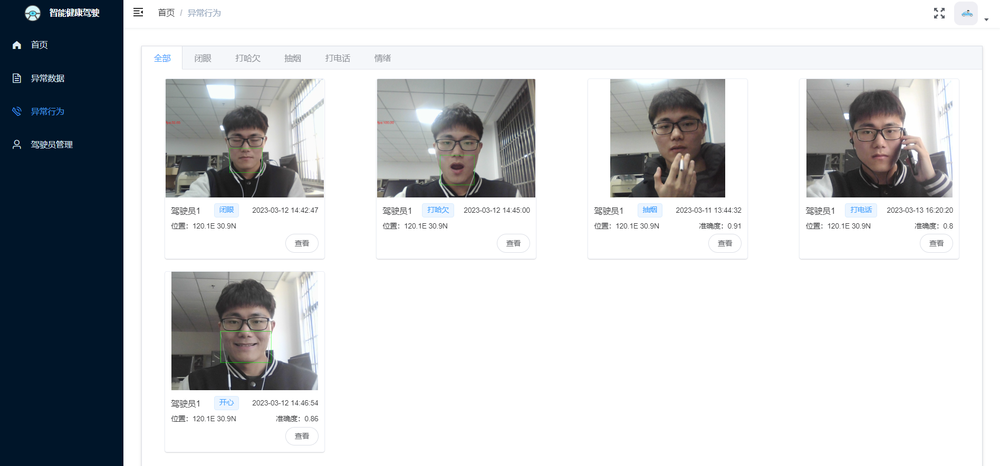 智能健康驾驶
首页
异常数据
异常行为
驾驶员管理
首页 / 异常行为
全部 闭眼 打哈欠 抽烟 打电话 情绪
fps:100.00
驾驶员1 闭眼 2023-03-12 14:42:47
位置：120.1E 30.9N
查看
驾驶员1 打哈欠 2023-03-12 14:45:00
位置：120.1E 30.9N
查看
驾驶员1 抽烟 2023-03-11 13:44:32
位置：120.1E 30.9N 准确度：0.91
查看
驾驶员1 打电话 2023-03-13 16:20:20
位置：120.1E 30.9N 准确度：0.8
查看
驾驶员1 开心 2023-03-12 14:46:54
位置：120.1E 30.9N 准确度：0.86
查看